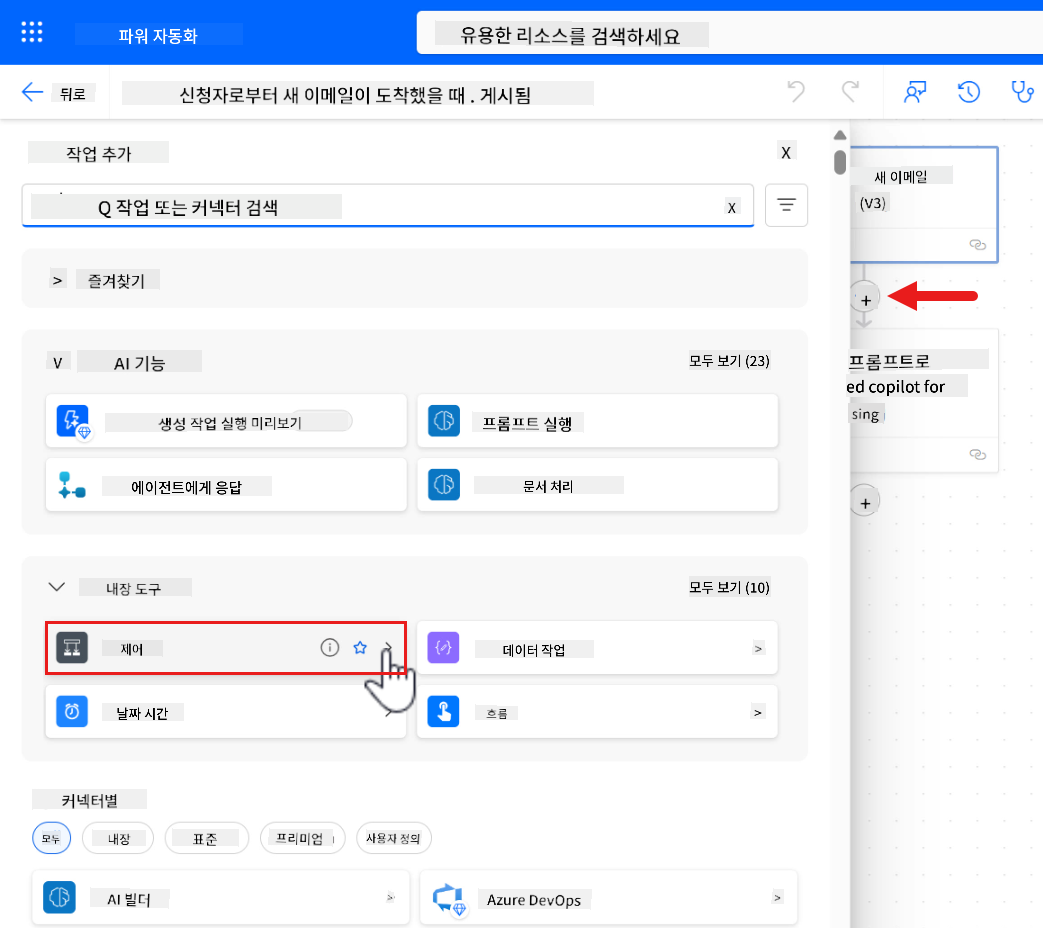 파워 자동화
유용한 리소스를 검색하세요
뒤로
신청자로부터 새 이메일이 도착했을 때 . 게시됨
작업 추가
X
Q 작업 또는 커넥터 검색
X
> 즐겨찾기
V AI 기능
모두 보기 (23)
생성 작업 실행 미리보기
프롬프트 실행
에이전트에게 응답
문서 처리
내장 도구
모두 보기 (10)
제어
데이터 작업 >
날짜 시간
흐름 >
커넥터별
모두
내장
표준
프리미엄
사용자 정의
AI 빌더 >
Azure DevOps >
새 이메일
(V3)
+
프롬프트로
ed copilot for
sing
+